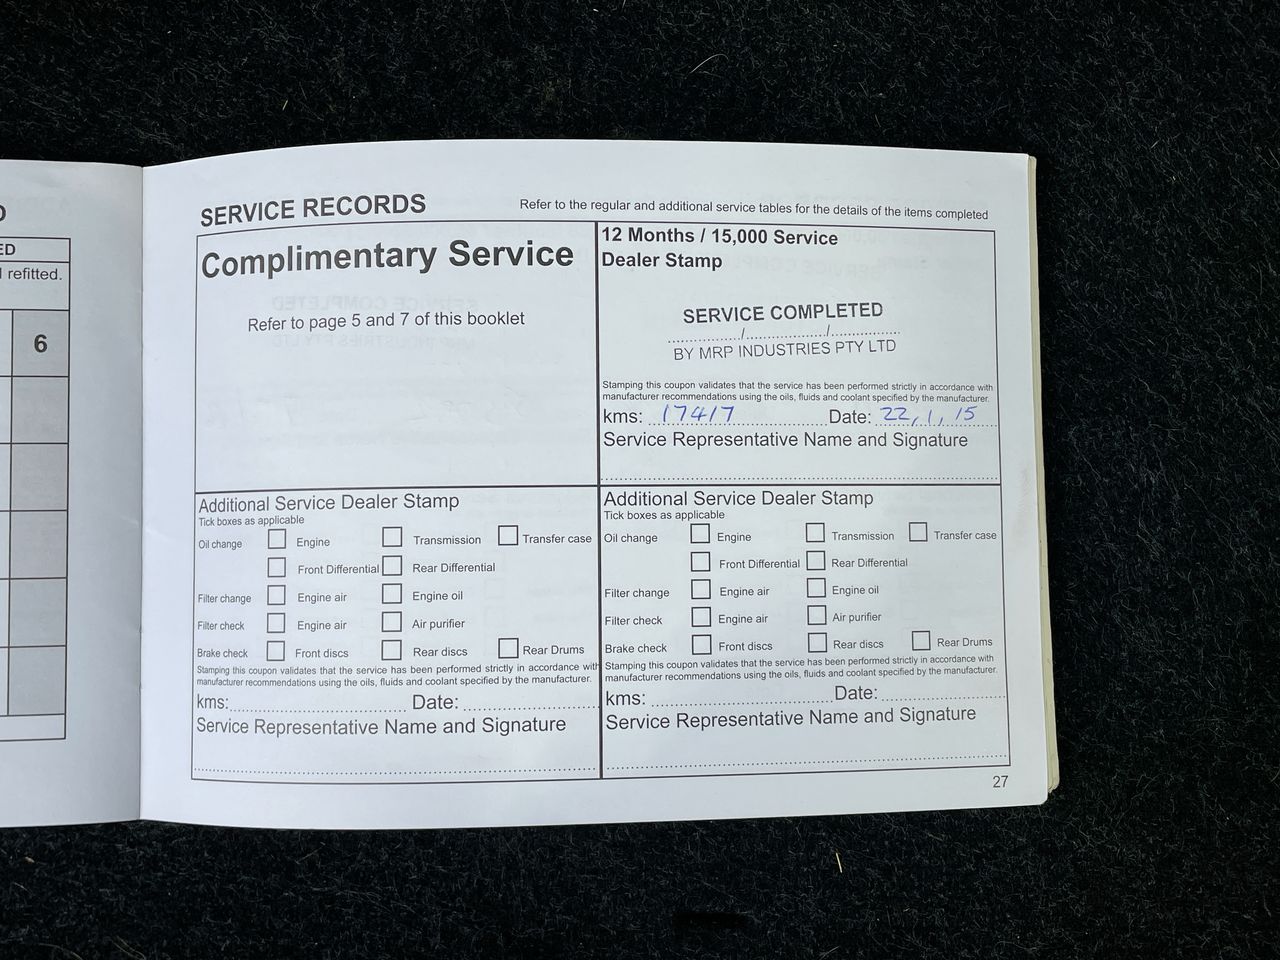 D
ED
l refitted.
6
SERVICE RECORDS
Refer to the regular and additional service tables for the details of the items completed
Complimentary Service
Refer to page 5 and 7 of this booklet
12 Months / 15,000 Service
Dealer Stamp
SERVICE COMPLETED
............/............/............
BY MRP INDUSTRIES PTY LTD
Stamping this coupon validates that the service has been performed strictly in accordance with
manufacturer recommendations using the oils, fluids and coolant specified by the manufacturer.
kms: 17417 Date: 22, 1, 15
Service Representative Name and Signature
Additional Service Dealer Stamp
Tick boxes as applicable
Oil change Engine Transmission Transfer case
Front Differential Rear Differential
Filter change Engine air Engine oil
Filter check Engine air Air purifier
Brake check Front discs Rear discs Rear Drums
Stamping this coupon validates that the service has been performed strictly in accordance with
manufacturer recommendations using the oils, fluids and coolant specified by the manufacturer.
kms: Date:
Service Representative Name and Signature
Additional Service Dealer Stamp
Tick boxes as applicable
Oil change Engine Transmission Transfer case
Front Differential Rear Differential
Filter change Engine air Engine oil
Filter check Engine air Air purifier
Brake check Front discs Rear discs Rear Drums
Stamping this coupon validates that the service has been performed strictly in accordance with
manufacturer recommendations using the oils, fluids and coolant specified by the manufacturer.
kms: Date:
Service Representative Name and Signature
27